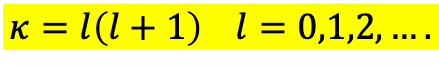 κ = l(l + 1)   l = 0,1,2, … .